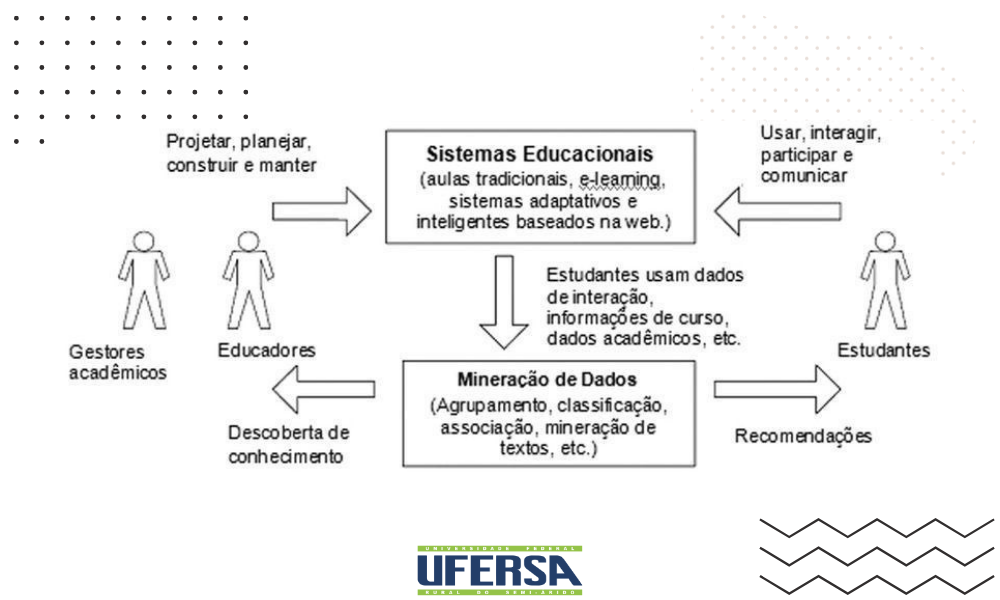 Projetar, planejar,
construir e manter
Sistemas Educacionais
(aulas tradicionais, e-learning,
sistemas adaptativos e
inteligentes baseados na web.)
Usar, interagir,
participar e
comunicar
Gestores
acadêmicos
Educadores
Estudantes usam dados
de interação,
informações de curso,
dados acadêmicos, etc.
Estudantes
Mineração de Dados
(Agrupamento, classificação,
associação, mineração de
textos, etc.)
Descoberta de
conhecimento
Recomendações
UNIVERSIDADE FEDERAL
UFERSA
RURAL DO SEMI-ÁRIDO